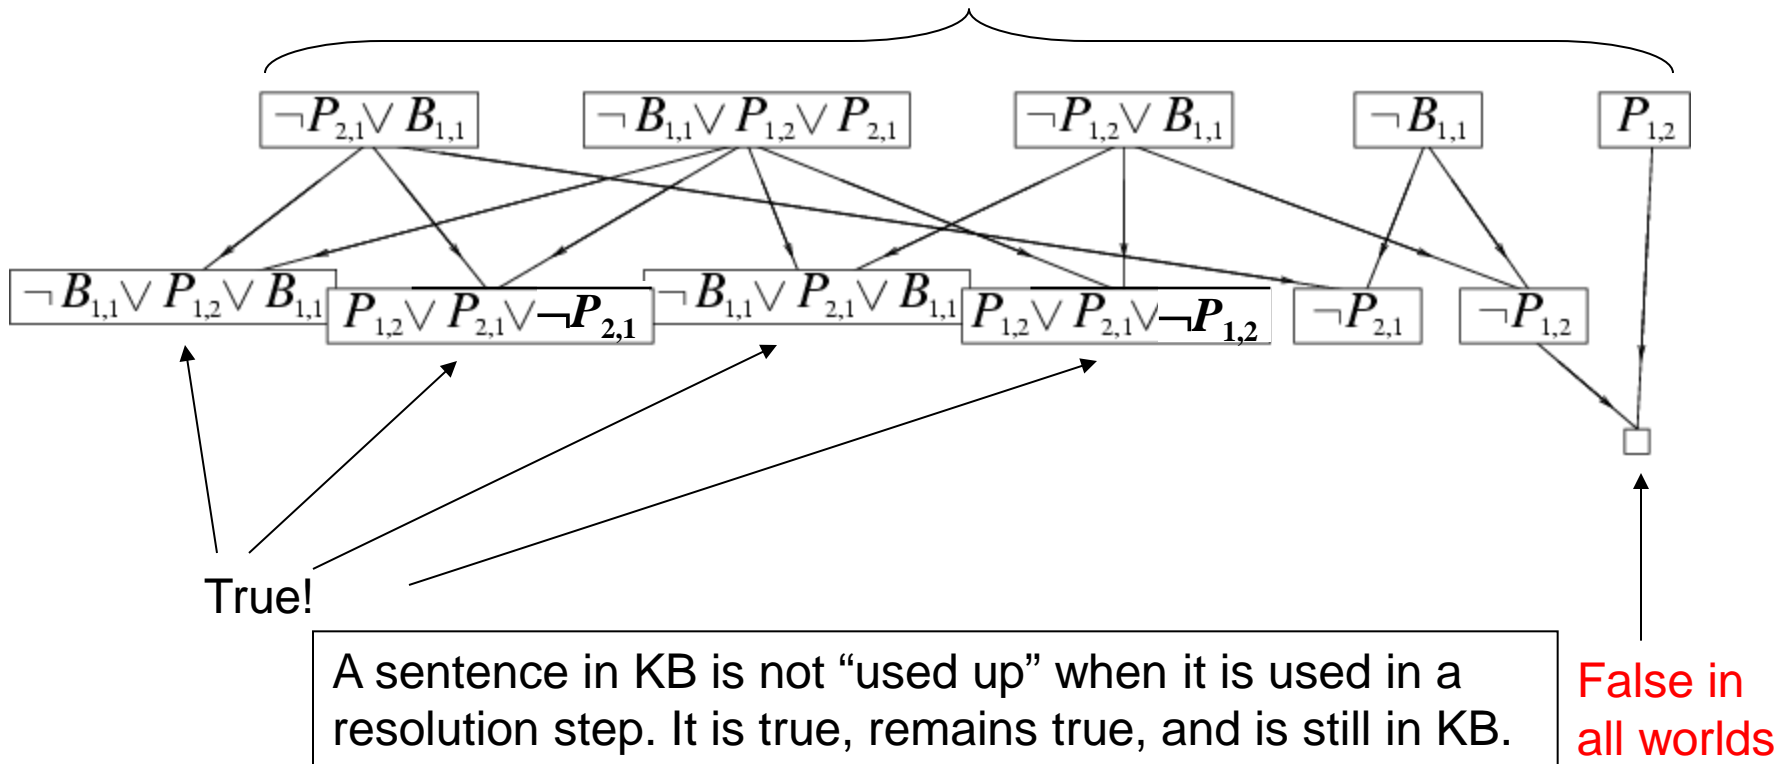 ¬P2,1∨ B1,1
¬ B1,1∨ P1,2∨ P2,1
¬P1,2∨ B1,1
¬ B1,1
P1,2
¬ B1,1∨ P1,2∨ B1,1
P1,2∨ P2,1∨¬P2,1
¬ B1,1∨ P2,1∨ B1,1
P1,2∨ P2,1∨¬P1,2
¬P2,1
¬P1,2
True!
A sentence in KB is not “used up” when it is used in a
resolution step. It is true, remains true, and is still in KB.
False in
all worlds